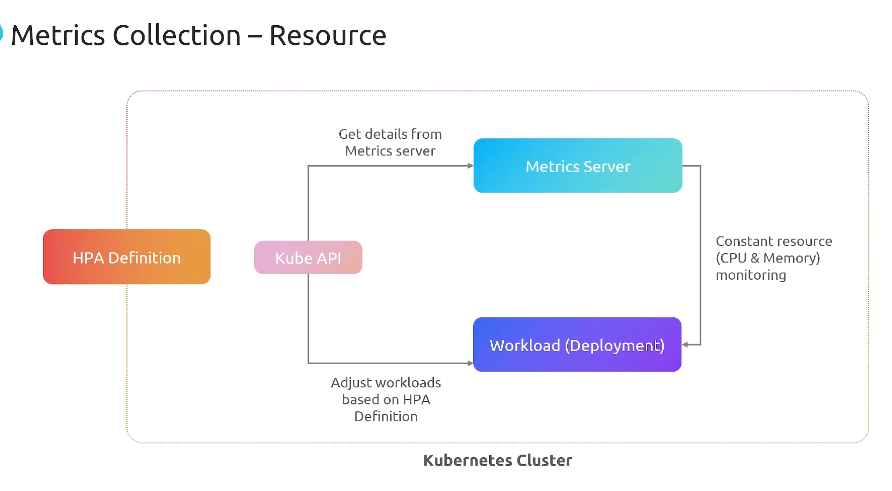 Metrics Collection – Resource
Get details from
Metrics server
Metrics Server
HPA Definition
Kube API
Constant resource
(CPU & Memory)
monitoring
Workload (Deployment)
Adjust workloads
based on HPA
Definition
Kubernetes Cluster